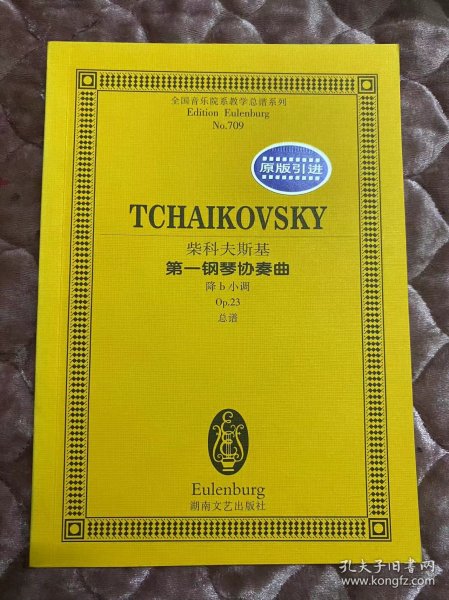 全国音乐院系教学总谱系列
Edition Eulenburg
No.709
原版引进
TCHAIKOVSKY
柴科夫斯基
第一钢琴协奏曲
降b小调
Op.23
总谱
Eulenburg
湖南文艺出版社
孔夫子旧书网
www.kongfz.com